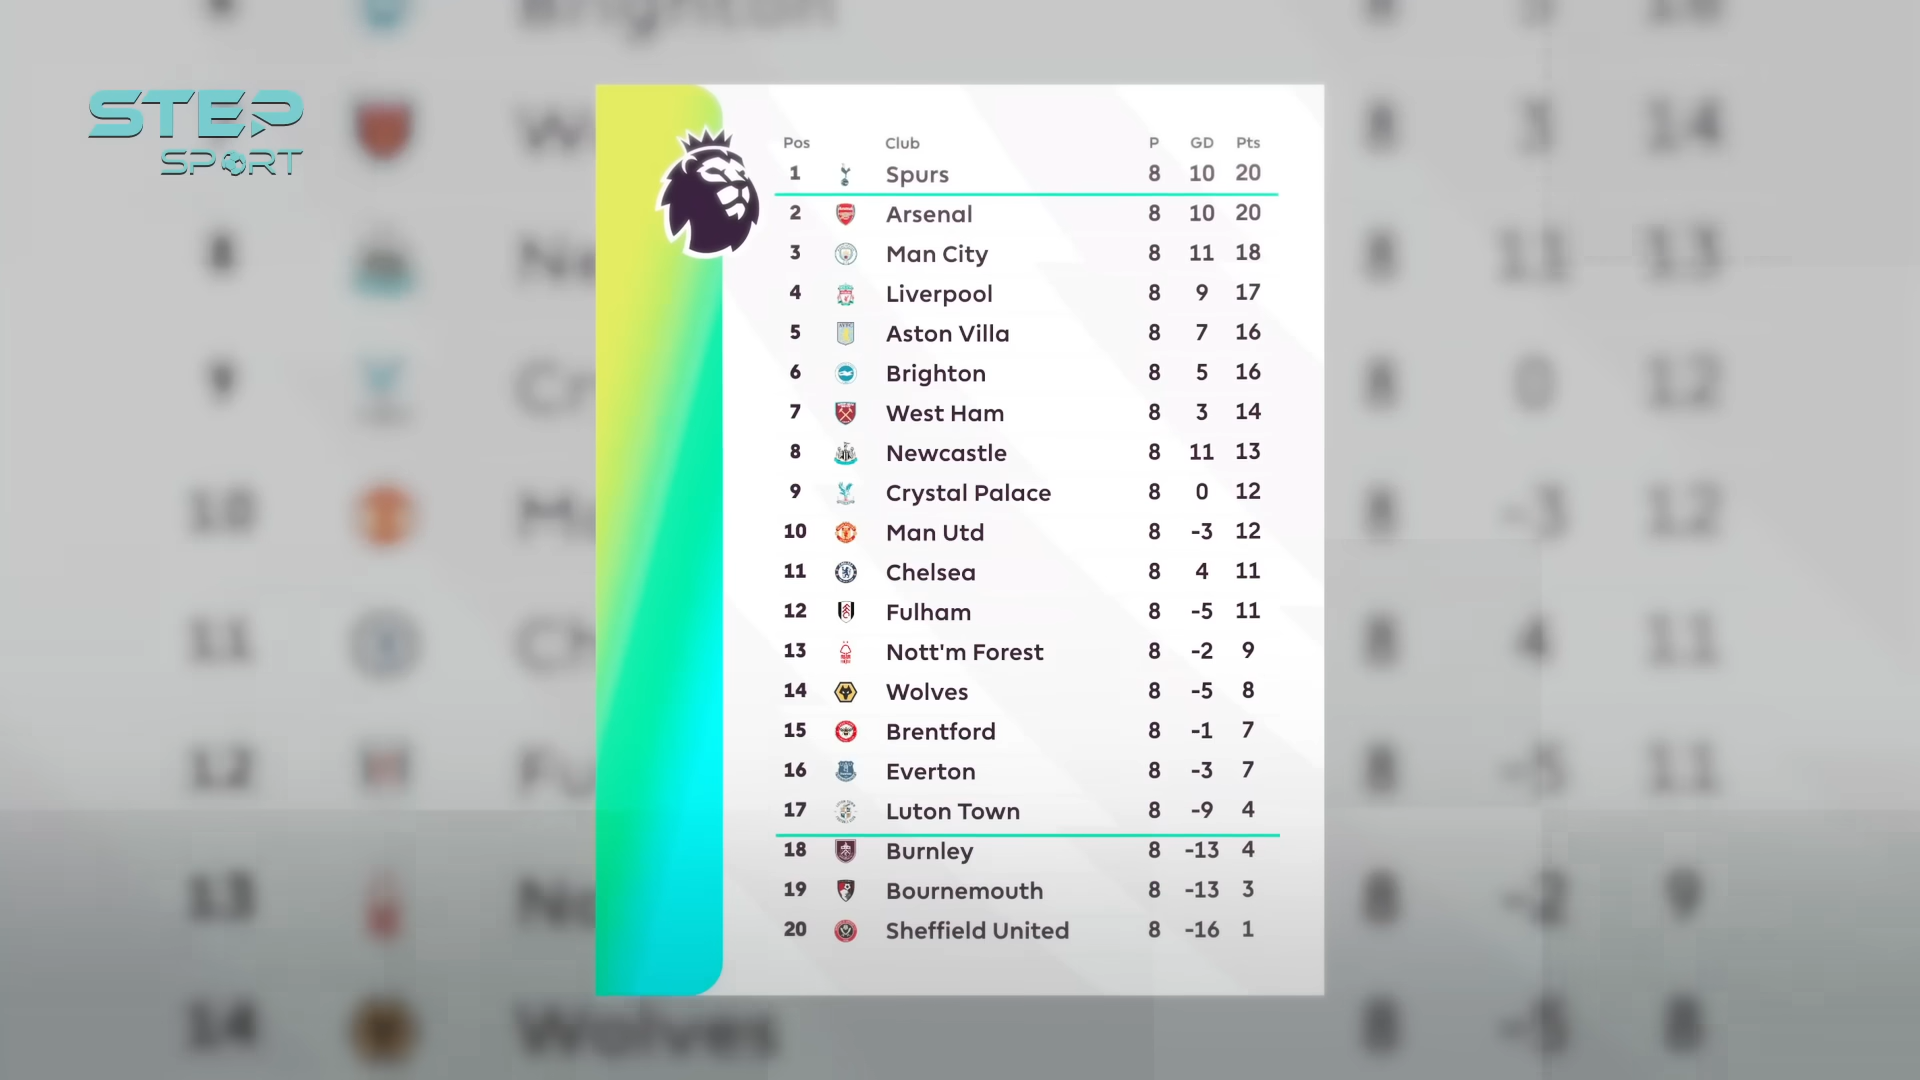 STEP
SPORT
Pos Club P GD Pts
1 Spurs 8 10 20
2 Arsenal 8 10 20
3 Man City 8 11 18
4 Liverpool 8 9 17
5 Aston Villa 8 7 16
6 Brighton 8 5 16
7 West Ham 8 3 14
8 Newcastle 8 11 13
9 Crystal Palace 8 0 12
10 Man Utd 8 -3 12
11 Chelsea 8 4 11
12 Fulham 8 -5 11
13 Nott'm Forest 8 -2 9
14 Wolves 8 -5 8
15 Brentford 8 -1 7
16 Everton 8 -3 7
17 Luton Town 8 -9 4
18 Burnley 8 -13 4
19 Bournemouth 8 -13 3
20 Sheffield United 8 -16 1